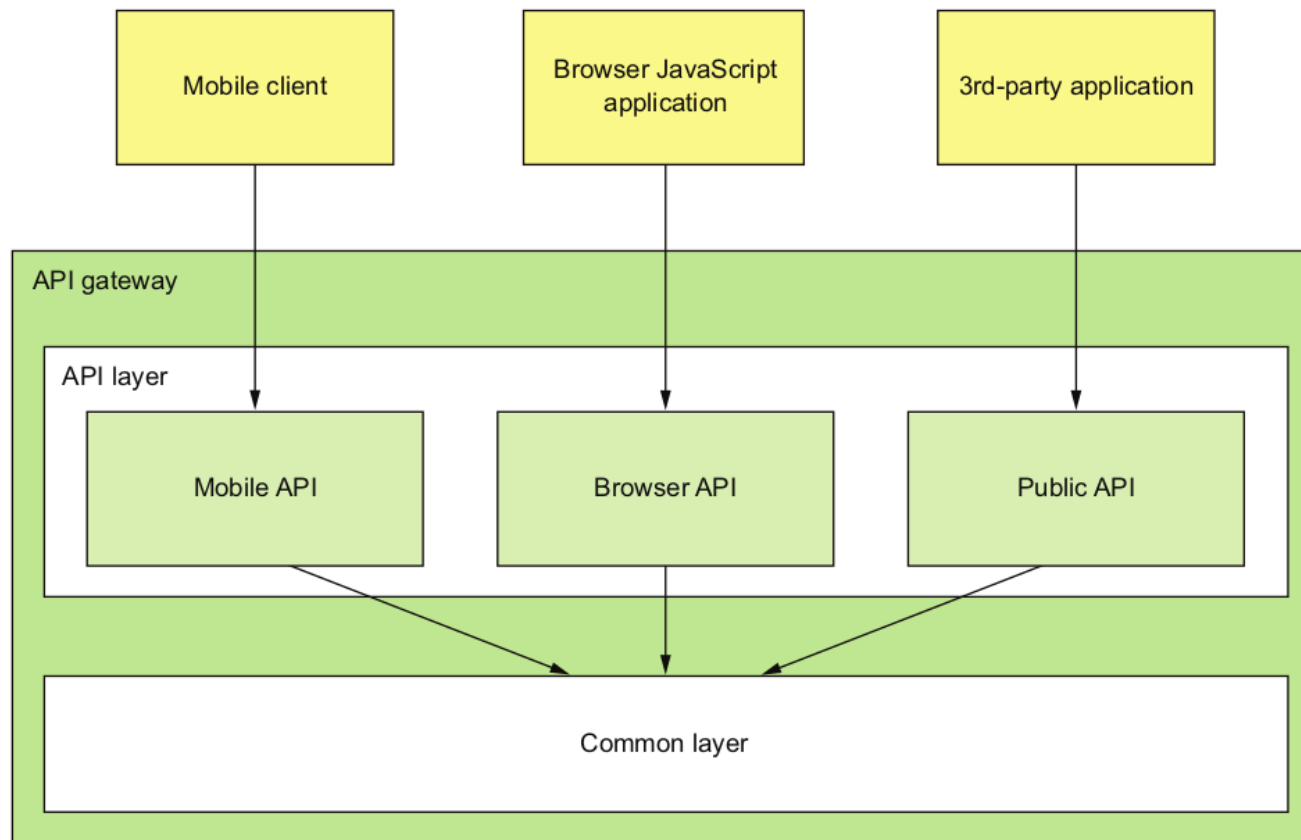 Mobile client
Browser JavaScript
application
3rd-party application
API gateway
API layer
Mobile API
Browser API
Public API
Common layer